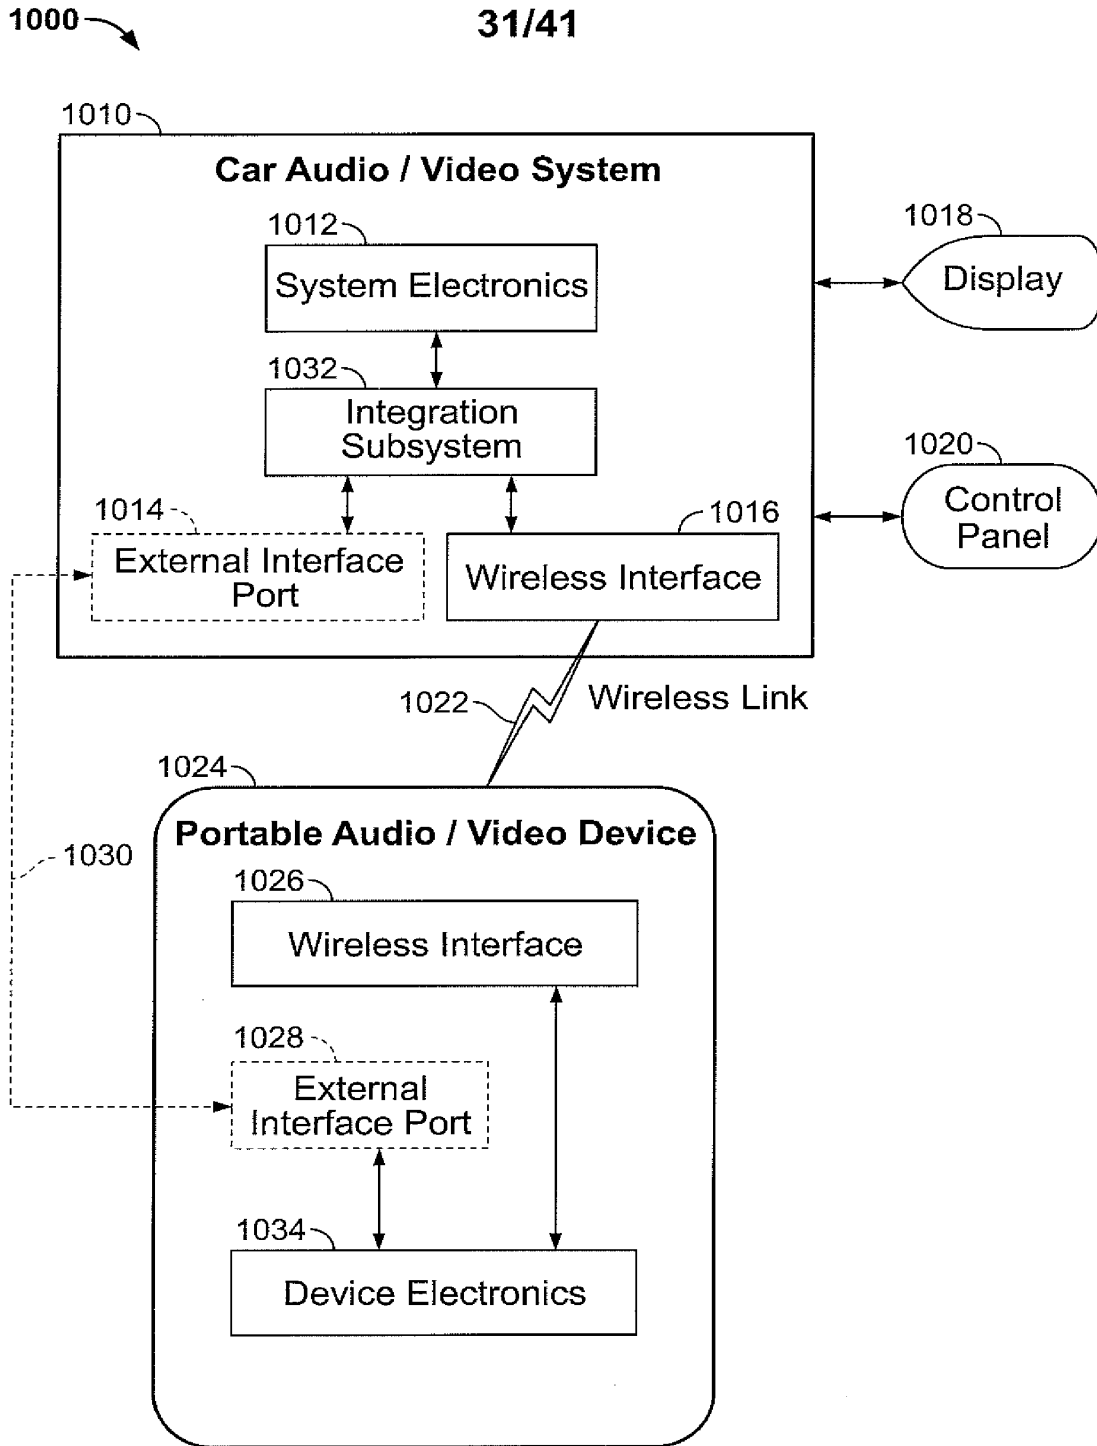 1000
31/41
1010
Car Audio / Video System
1012
System Electronics
1018
Display
1032
Integration
Subsystem
1020
Control
Panel
1014
External Interface
Port
1016
Wireless Interface
1022
Wireless Link
1024
Portable Audio / Video Device
1030
1026
Wireless Interface
1028
External
Interface Port
1034
Device Electronics